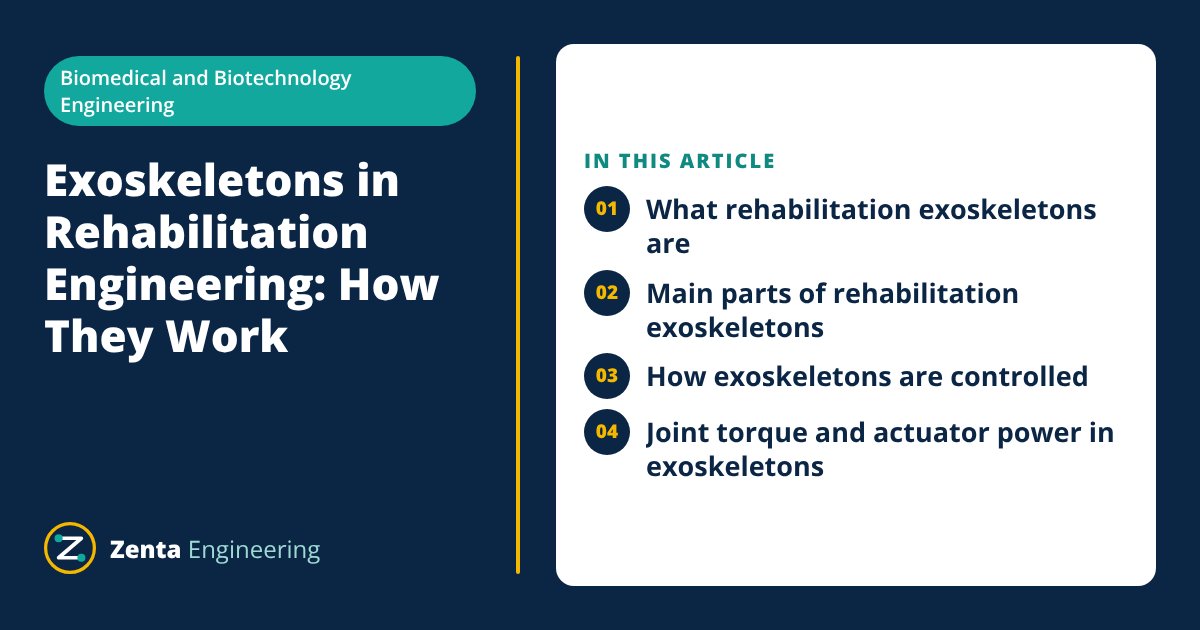 Biomedical and Biotechnology
Engineering
Exoskeletons in
Rehabilitation
Engineering: How
They Work
Zenta Engineering
IN THIS ARTICLE
01 What rehabilitation exoskeletons
are
02 Main parts of rehabilitation
exoskeletons
03 How exoskeletons are controlled
04 Joint torque and actuator power in
exoskeletons